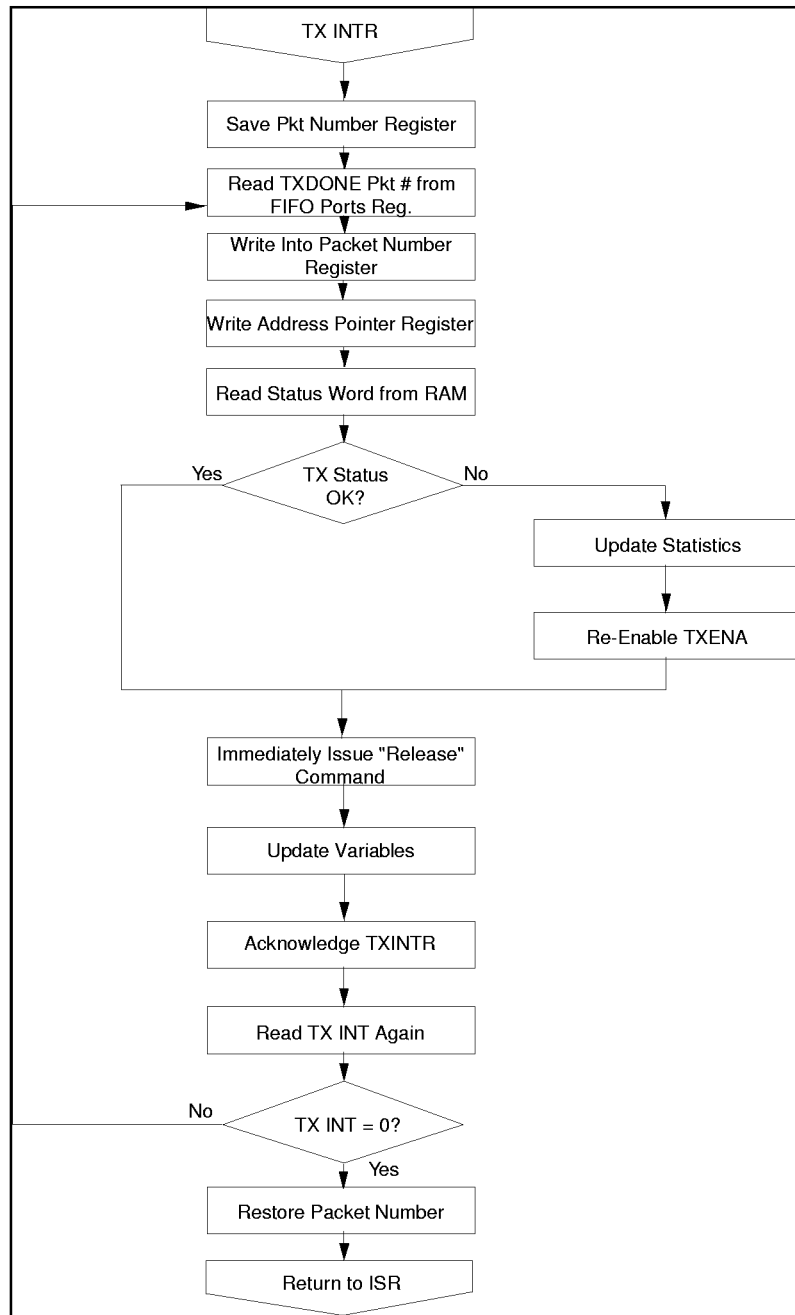 TX INTR
Save Pkt Number Register
Read TXDONE Pkt # from
FIFO Ports Reg.
Write Into Packet Number
Register
Write Address Pointer Register
Read Status Word from RAM
Yes
TX Status
OK?
No
Update Statistics
Re-Enable TXENA
Immediately Issue "Release"
Command
Update Variables
Acknowledge TXINTR
Read TX INT Again
No
TX INT = 0?
Yes
Restore Packet Number
Return to ISR